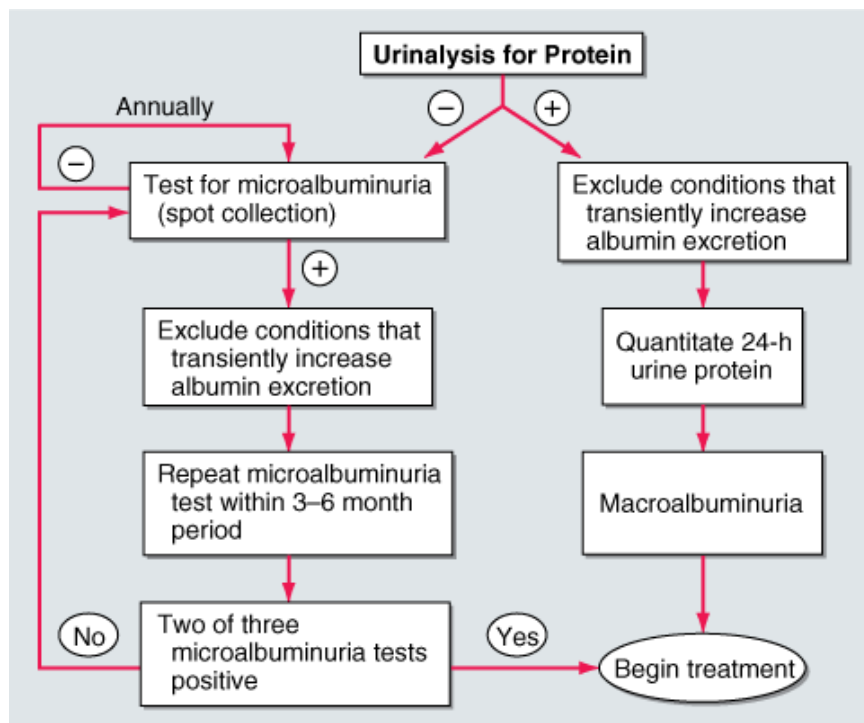 Urinalysis for Protein
Annually
−
+
−
Test for microalbuminuria
(spot collection)
Exclude conditions that
transiently increase
albumin excretion
+
Exclude conditions that
transiently increase
albumin excretion
Quantitate 24-h
urine protein
Repeat microalbuminuria
test within 3–6 month
period
Macroalbuminuria
No
Two of three
microalbuminuria tests
positive
Yes
Begin treatment